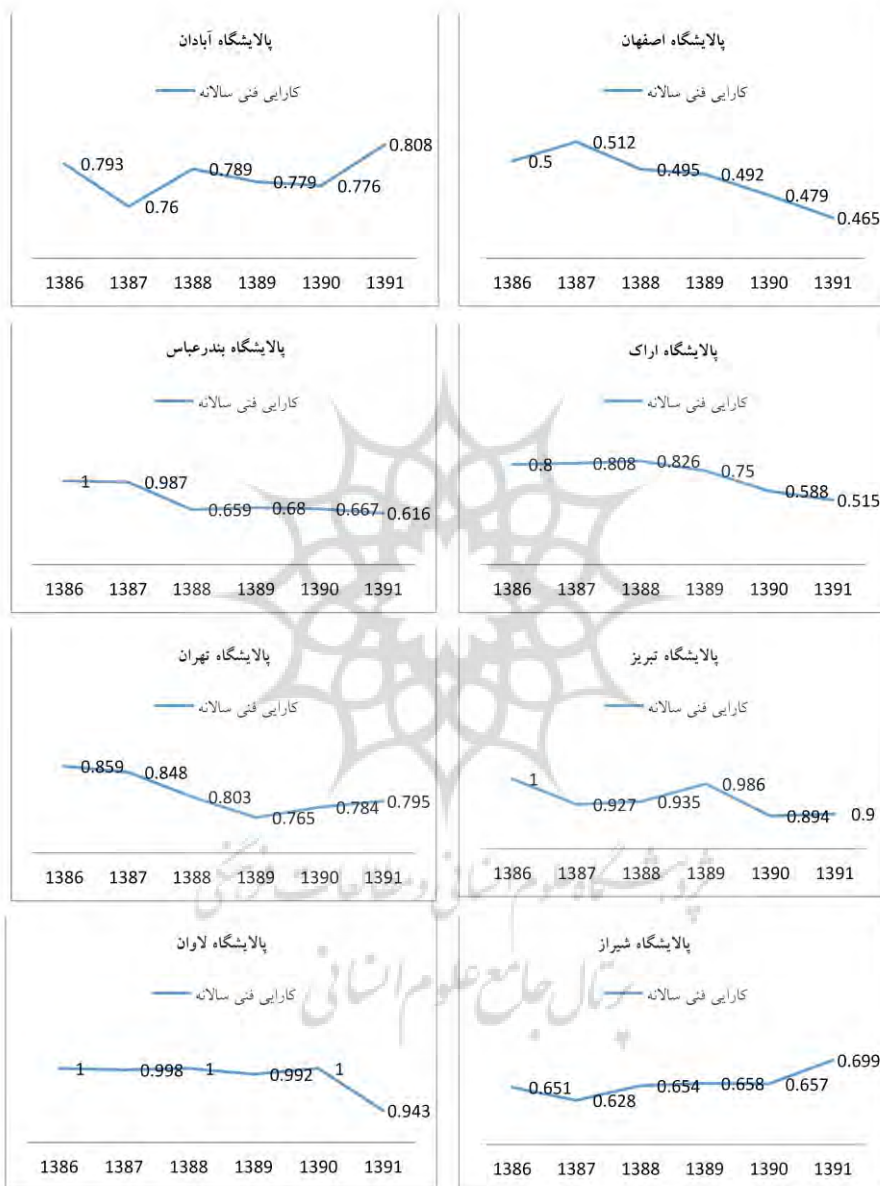 پالایشگاه آبادان
کارایی فنی سالانه
0.793
0.76
0.789
0.779
0.776
0.808
1386 1387 1388 1389 1390 1391
پالایشگاه اصفهان
کارایی فنی سالانه
0.5
0.512
0.495
0.492
0.479
0.465
1386 1387 1388 1389 1390 1391
پالایشگاه بندرعباس
کارایی فنی سالانه
1
0.987
0.659
0.68
0.667
0.616
1386 1387 1388 1389 1390 1391
پالایشگاه اراک
کارایی فنی سالانه
0.8
0.808
0.826
0.75
0.588
0.515
1386 1387 1388 1389 1390 1391
پالایشگاه تهران
کارایی فنی سالانه
0.859
0.848
0.803
0.765
0.784
0.795
1386 1387 1388 1389 1390 1391
پالایشگاه تبریز
کارایی فنی سالانه
1
0.927
0.935
0.986
0.894
0.9
1386 1387 1388 1389 1390 1391
پژوهشگاه علوم انسانی و مطالعات فرهنگی
پرتال جامع علوم انسانی
پالایشگاه لاوان
کارایی فنی سالانه
1
0.998
1
0.992
1
0.943
1386 1387 1388 1389 1390 1391
پالایشگاه شیراز
کارایی فنی سالانه
0.651
0.628
0.654
0.658
0.657
0.699
1386 1387 1388 1389 1390 1391